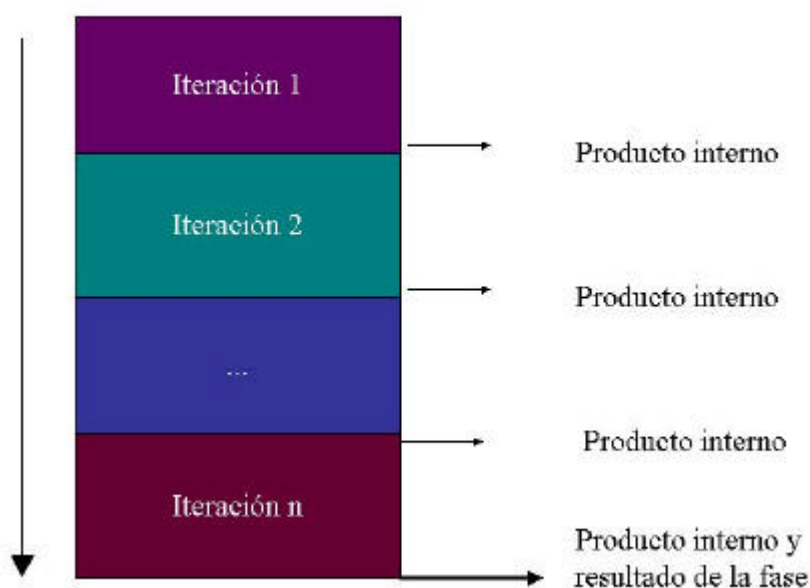 Iteración 1
Producto interno
Iteración 2
Producto interno
...
Producto interno
Iteración n
Producto interno y
resultado de la fase